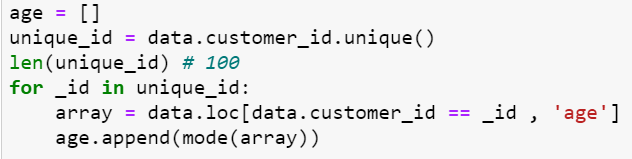 age = []
unique_id = data.customer_id.unique()
len(unique_id) # 100
for _id in unique_id:
    array = data.loc[data.customer_id == _id , 'age']
    age.append(mode(array))